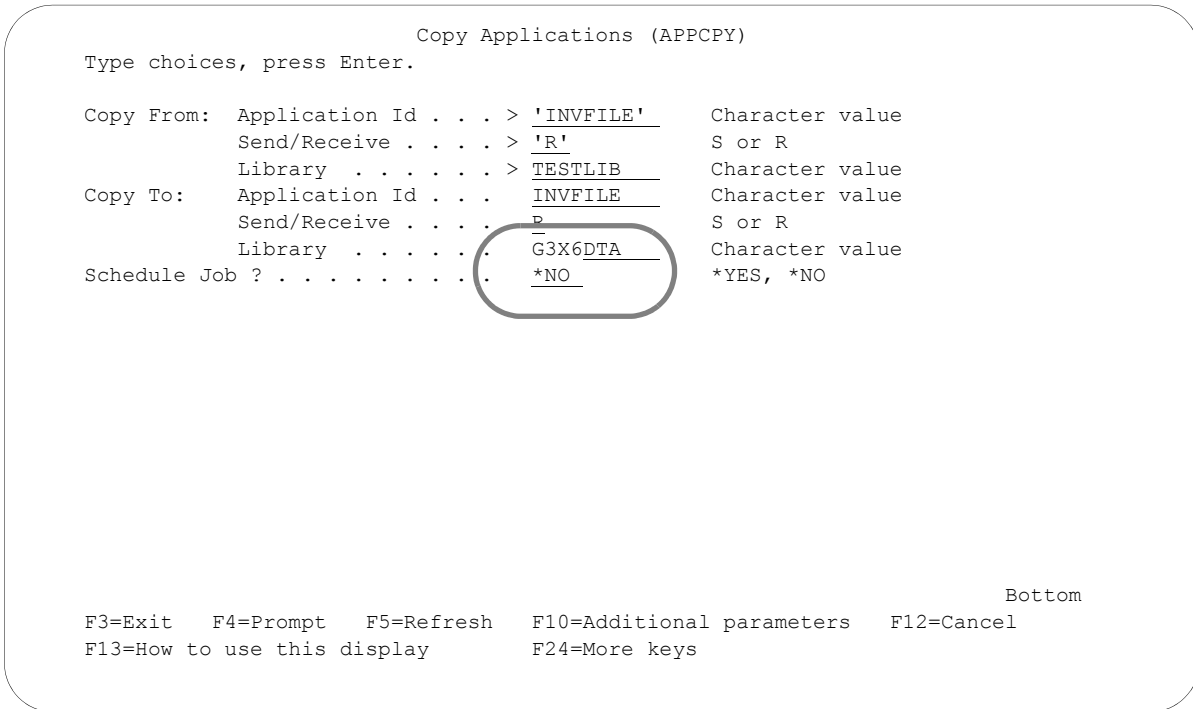 Copy Applications (APPCPY)
Type choices, press Enter.
Copy From: Application Id . . . > 'INVFILE' Character value
Send/Receive . . . . > 'R' S or R
Library . . . . . . > TESTLIB Character value
Copy To: Application Id . . . INVFILE Character value
Send/Receive . . . . R S or R
Library . . . . . . G3X6DTA Character value
Schedule Job ? . . . . . . . . . *NO *YES, *NO
Bottom
F3=Exit F4=Prompt F5=Refresh F10=Additional parameters F12=Cancel
F13=How to use this display F24=More keys